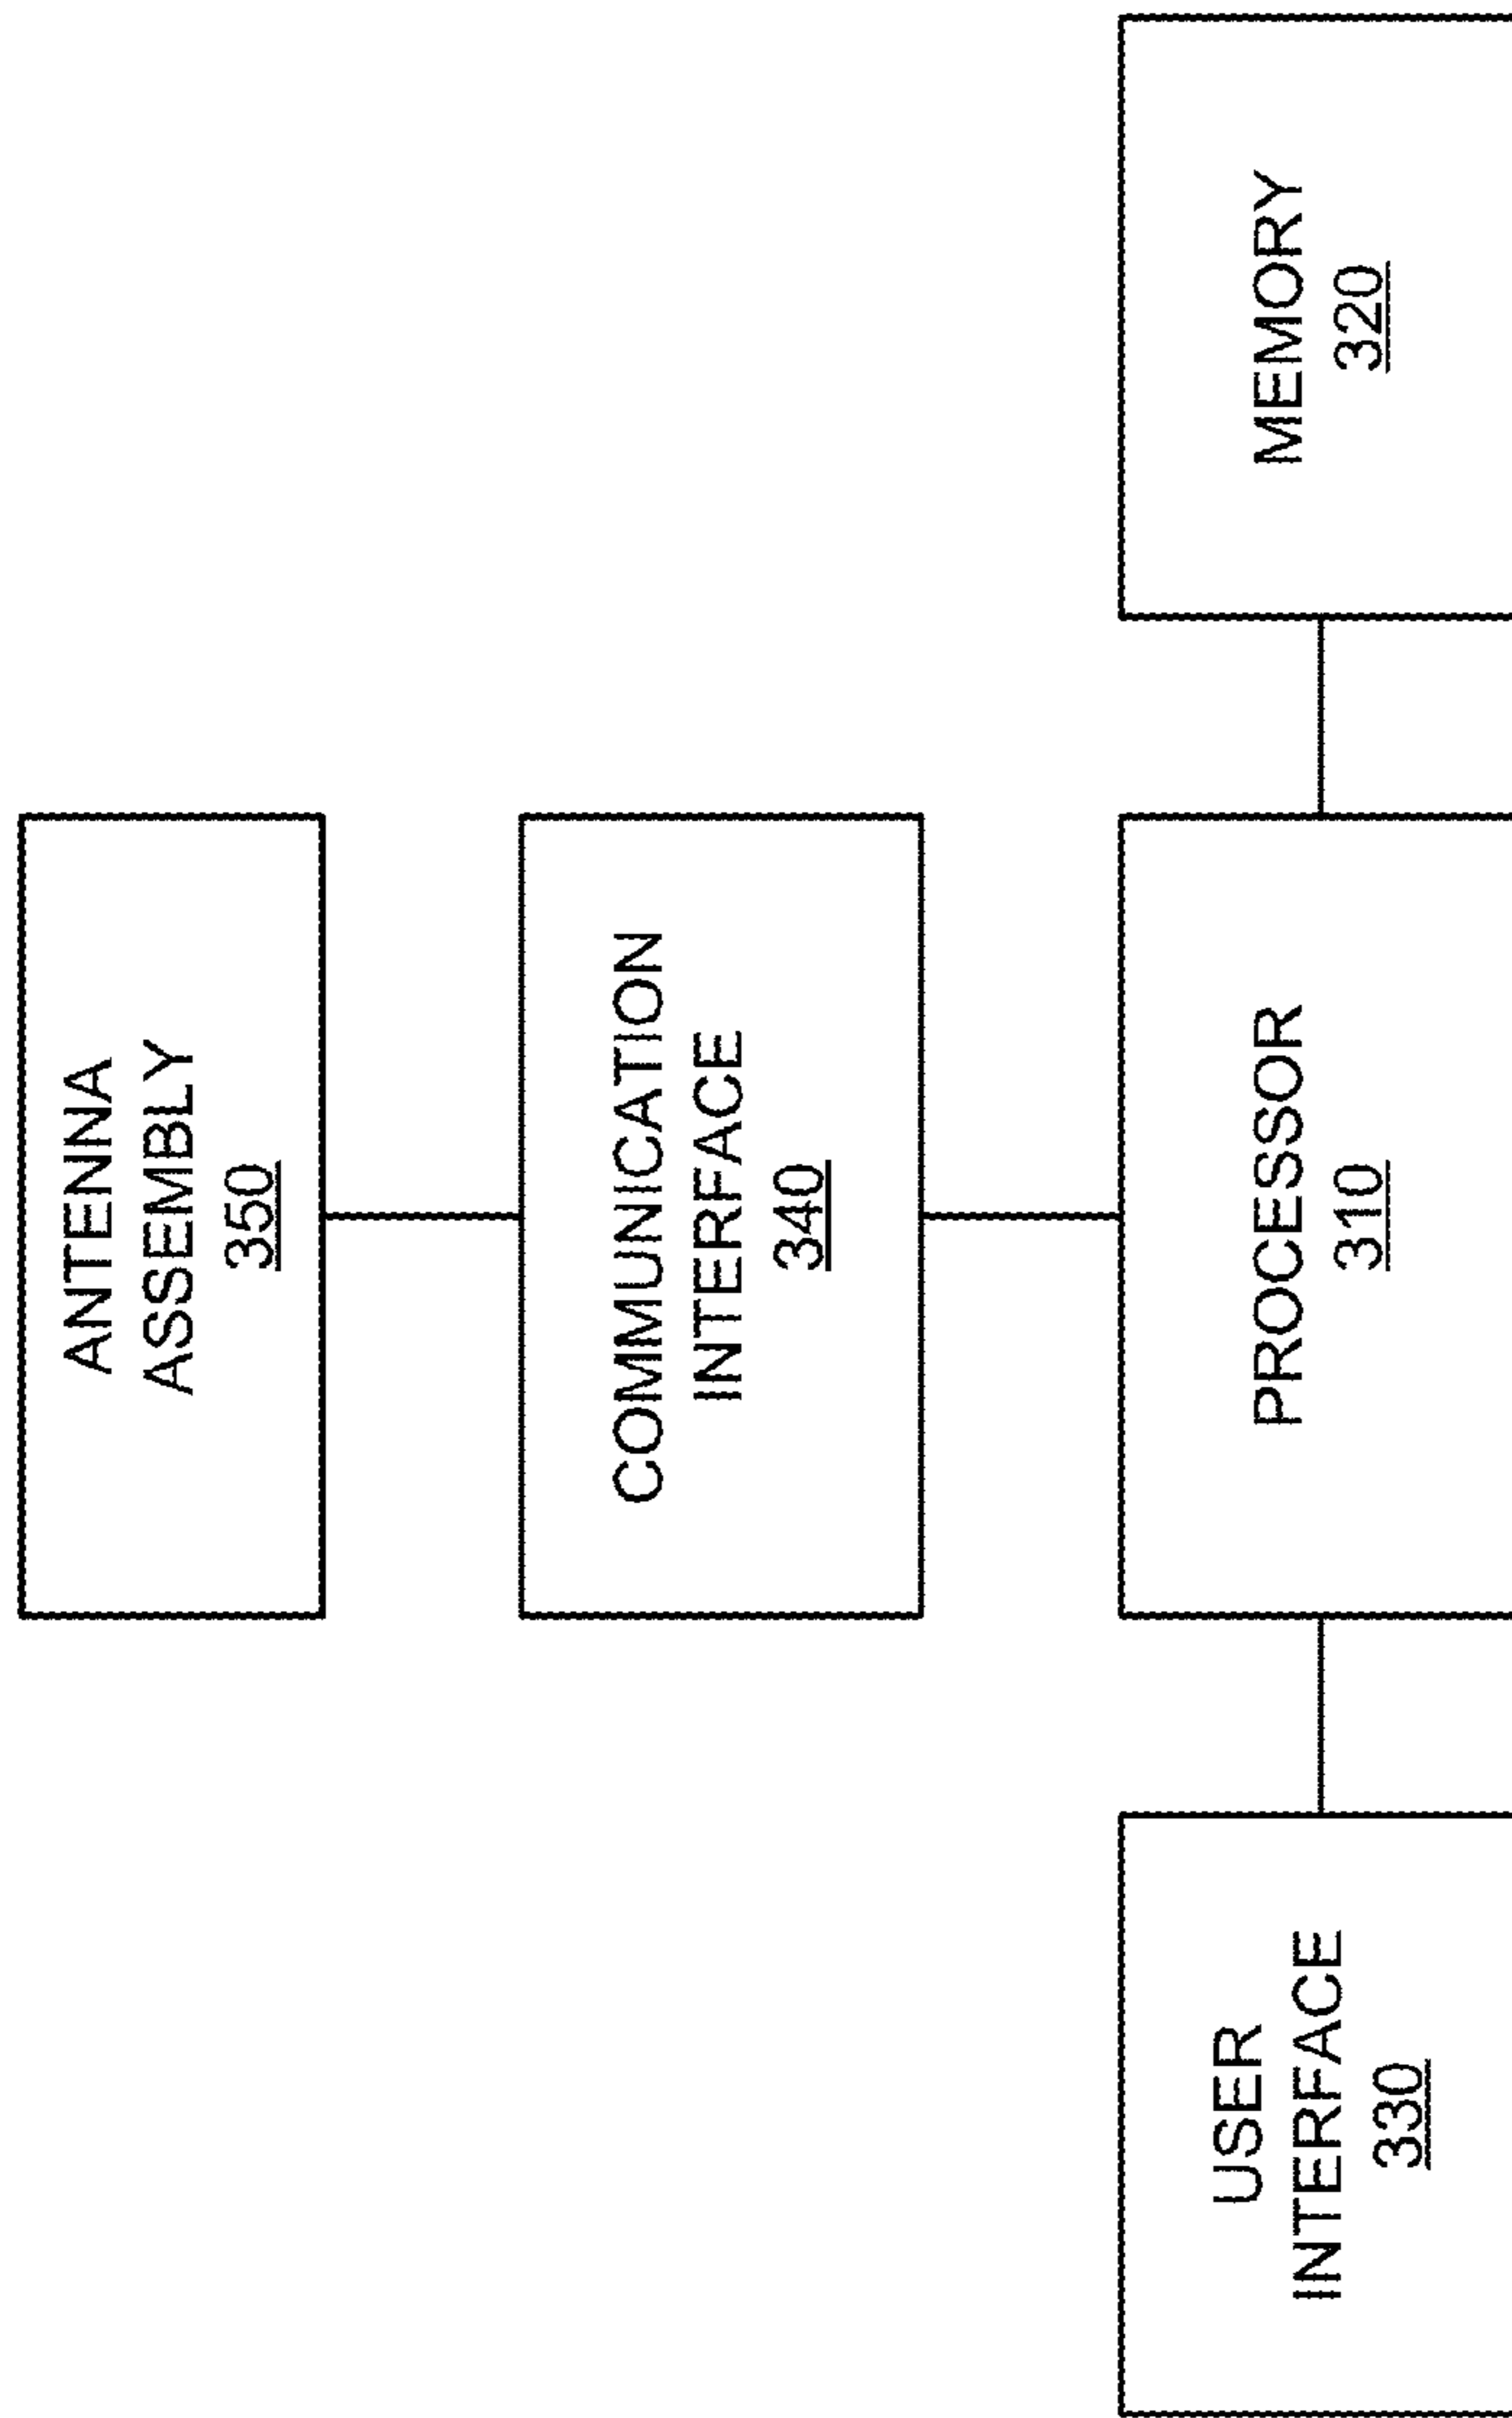 ANTENNA
ASSEMBLY
350
COMMUNICATION
INTERFACE
340
USER
INTERFACE
330
PROCESSOR
310
MEMORY
320